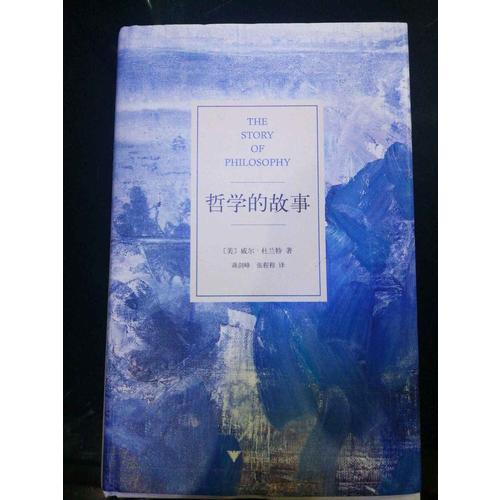 THE
STORY
OF
PHILOSOPHY
哲学的故事
〔美〕威尔·杜兰特 著
蒋剑峰 张程程 译